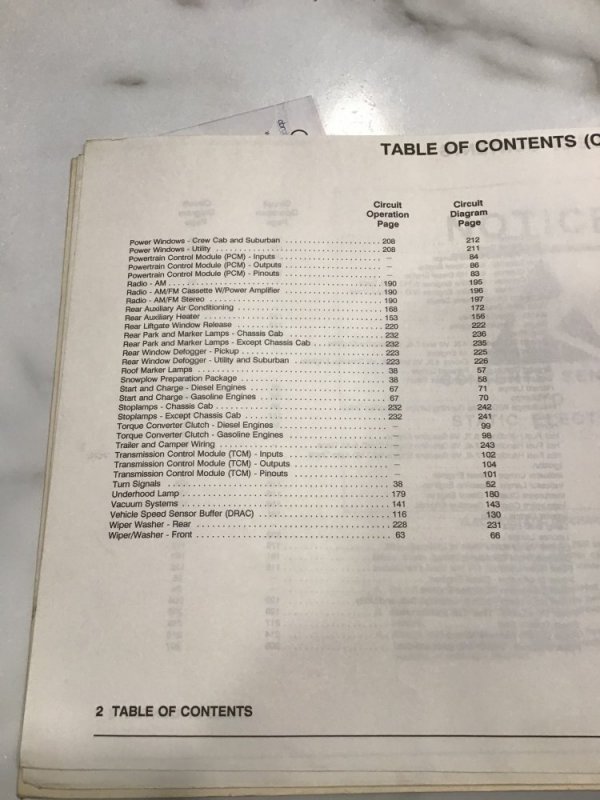 TABLE OF CONTENTS (C
Circuit Operation Page Circuit Diagram Page
Power Windows - Crew Cab and Suburban 208 212
Power Windows - Utility 208 211
Powertrain Control Module (PCM) - Inputs – 84
Powertrain Control Module (PCM) - Outputs – 86
Powertrain Control Module (PCM) - Pinouts – 83
Radio - AM 190 195
Radio - AM/FM Cassette W/Power Amplifier 190 196
Radio - AM/FM Stereo 190 197
Rear Auxiliary Air Conditioning 168 172
Rear Auxiliary Heater 153 156
Rear Liftgate Window Release 220 222
Rear Park and Marker Lamps - Chassis Cab 232 236
Rear Park and Marker Lamps - Except Chassis Cab 232 235
Rear Window Defogger - Pickup 223 225
Rear Window Defogger - Utility and Suburban 223 226
Roof Marker Lamps 38 57
Snowplow Preparation Package 38 58
Start and Charge - Diesel Engines 67 71
Start and Charge - Gasoline Engines 67 70
Stoplamps - Chassis Cab 232 242
Stoplamps - Except Chassis Cab 232 241
Torque Converter Clutch - Diesel Engines – 99
Torque Converter Clutch - Gasoline Engines – 98
Trailer and Camper Wiring – 243
Transmission Control Module (TCM) - Inputs – 102
Transmission Control Module (TCM) - Outputs – 104
Transmission Control Module (TCM) - Pinouts – 101
Turn Signals 38 52
Underhood Lamp 179 180
Vacuum Systems 141 143
Vehicle Speed Sensor Buffer (DRAC) 116 130
Wiper Washer - Rear 228 231
Wiper/Washer - Front 63 66
2 TABLE OF CONTENTS